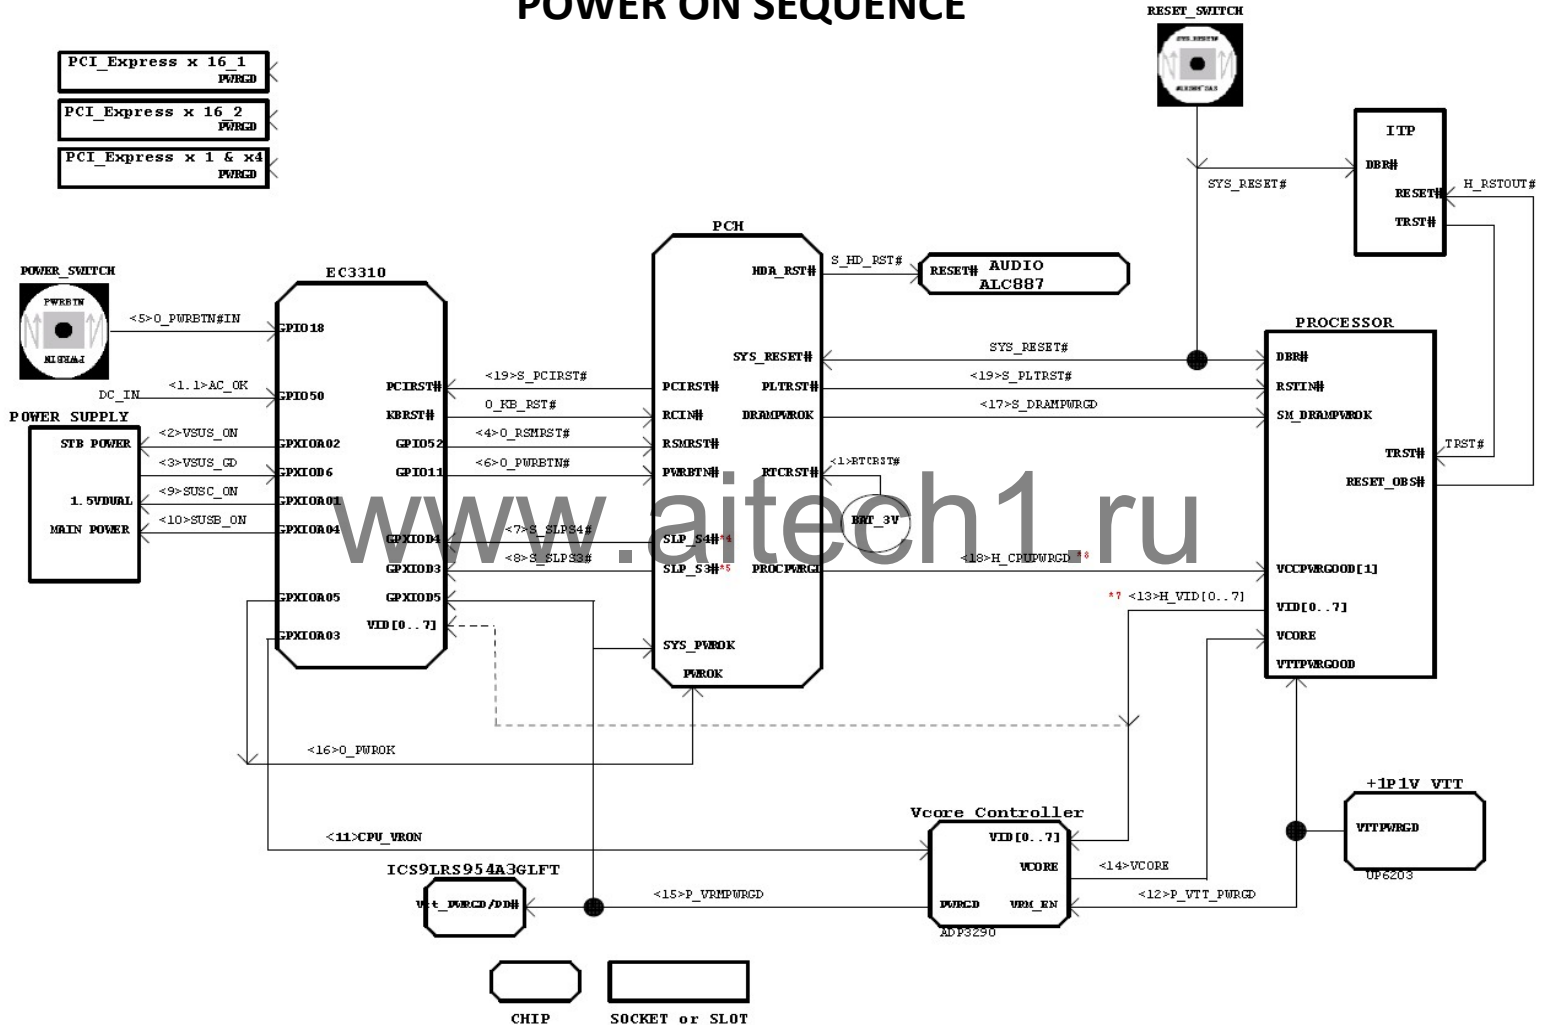 POWER ON SEQUENCE
RESET_SWITCH
SYS_RESET#
SYS_RESET#
PCI_Express x 16_1
PWRGD
PCI_Express x 16_2
PWRGD
PCI_Express x 1 & x4
PWRGD
ITP
DBR#
RESET#
TRST#
SYS_RESET#
H_RSTOUT#
POWER_SWITCH
PWRBTN
PWRBTN
<5>O_PWRBTN#IN
DC_IN
<1.1>AC_OK
POWER SUPPLY
STB POWER
1.5VDUAL
MAIN POWER
<2>VSUS_ON
<3>VSUS_GD
<9>SUSC_ON
<10>SUSB_ON
EC3310
GPIO18
GPIO50
GPXIOA02
GPXIOD6
GPXIOA01
GPXIOA04
GPXIOA05
GPXIOA03
PCIRST#
KBRST#
GPIO52
GPIO11
GPXIOD4
GPXIOD3
GPXIOD5
VID[0..7]
<19>S_PCIRST#
O_KB_RST#
<4>O_RSMRST#
<6>O_PWRBTN#
<7>S_SLPS4#
<8>S_SLPS3#
PCH
HDA_RST#
SYS_RESET#
PCIRST#
PLTRST#
RCIN#
DRAMPWROK
RSMRST#
PWRBTN#
RTCRST#
SLP_S4#*4
SLP_S3#*5
PROCPWRGD
SYS_PWROK
PWROK
S_HD_RST#
RESET# AUDIO
ALC887
SYS_RESET#
<19>S_PLTRST#
<17>S_DRAMPWRGD
<1>RTCRST#
BAT_3V
<18>H_CPUPWRGD *8
*7 <13>H_VID[0..7]
PROCESSOR
DBR#
RSTIN#
SM_DRAMPWROK
TRST#
RESET_OBS#
VCCPWRGOOD[1]
VID[0..7]
VCORE
VTTPWRGOOD
TRST#
www.aitech1.ru
<16>O_PWROK
<11>CPU_VRON
ICS9LRS954A3GLFT
Vtt_PWRGD/PD#
<15>P_VRMPWRGD
Vcore Controller
VID[0..7]
VCORE
PWRGD
VRM_EN
ADP3290
<14>VCORE
<12>P_VTT_PWRGD
+1P1V VTT
VTTPWRGD
UP6203
CHIP
SOCKET or SLOT